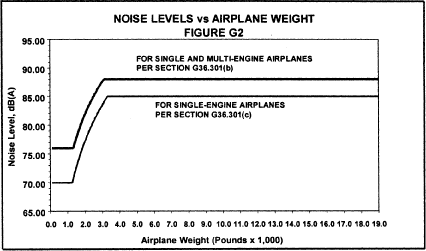 NOISE LEVELS vs AIRPLANE WEIGHT
FIGURE G2
95.00
90.00
85.00
80.00
75.00
70.00
65.00
Noise Level, dB(A)
FOR SINGLE AND MULTI-ENGINE AIRPLANES
PER SECTION G36.301(b)
FOR SINGLE-ENGINE AIRPLANES
PER SECTION G36.301(c)
0.0 1.0 2.0 3.0 4.0 5.0 6.0 7.0 8.0 9.0 10.0 11.0 12.0 13.0 14.0 15.0 16.0 17.0 18.0 19.0
Airplane Weight (Pounds x 1,000)